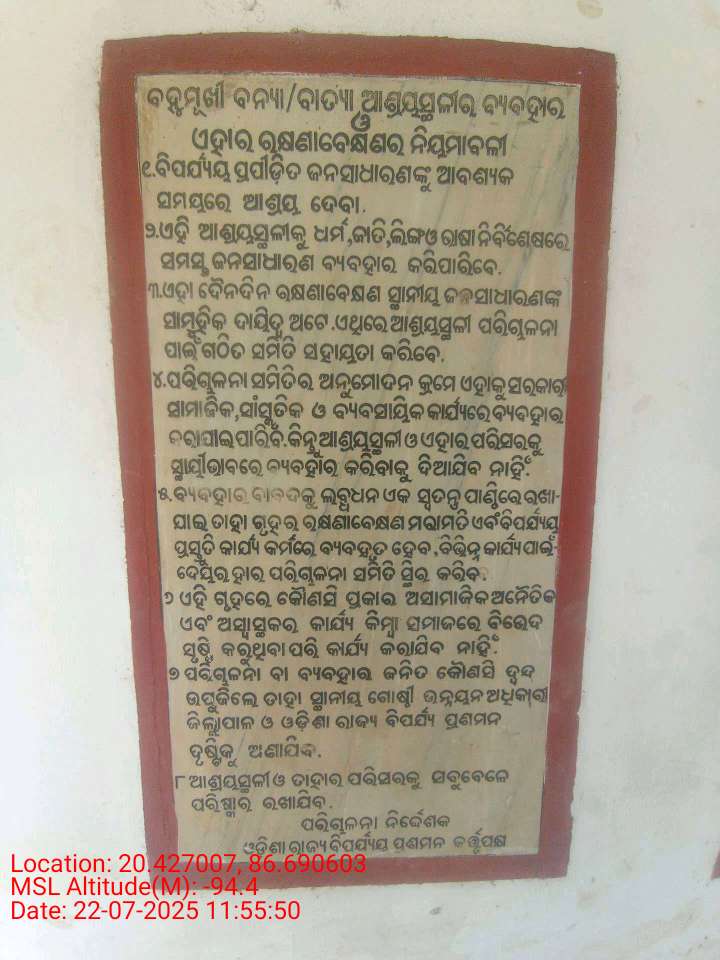 ବହୁମୂଖୀ ବନ୍ୟା/ବାତ୍ୟା ଆଶ୍ରୟସ୍ଥଳୀର ବ୍ୟବହାର
ଓ
ଏହାର ରକ୍ଷଣାବେକ୍ଷଣର ନିୟମାବଳୀ
୧.ବିପର୍ଯ୍ୟୟ ପ୍ରପୀଡ଼ିତ ଜନସାଧାରଣଙ୍କୁ ଆବଶ୍ୟକ
ସମୟରେ ଆଶ୍ରୟ ଦେବା.
୨.ଏହି ଆଶ୍ରୟସ୍ଥଳୀକୁ ଧର୍ମ,ଜାତି,ଲିଙ୍ଗ ଓ ଭାଷା ନିର୍ବିଶେଷରେ
ସମସ୍ତ ଜନସାଧାରଣ ବ୍ୟବହାର କରିପାରିବେ.
୩.ଏହା ଦୈନଦିନ ରକ୍ଷଣାବେକ୍ଷଣ ସ୍ଥାନୀୟ ଜନସାଧାରଣଙ୍କ
ସାମୂହିକ ଦାୟିତ୍ବ ଅଟେ.ଏଥିରେ ଆଶ୍ରୟସ୍ଥଳୀ ପରିଚାଳନା
ପାଇଁ ଗଠିତ ସମିତି ସହାୟତା କରିବେ.
୪.ପରିଚାଳନା ସମିତିର ଅନୁମୋଦନ କ୍ରମେ ଏହାକୁ ସରକାରୀ
ସାମାଜିକ,ସାଂସ୍କୃତିକ ଓ ବ୍ୟବସାୟିକ କାର୍ଯ୍ୟରେ ବ୍ୟବହାର
କରାଯାଇପାରିବ.କିନ୍ତୁ ଆଶ୍ରୟସ୍ଥଳୀ ଓ ଏହାର ପରିସରକୁ
ସ୍ଥାୟୀଭାବରେ ବ୍ୟବହାର କରିବାକୁ ଦିଆଯିବ ନାହିଁ.
୫.ବ୍ୟବହାର ବାବଦକୁ ଲବ୍ଧଧନ ଏକ ସ୍ବତନ୍ତ୍ର ପାଣ୍ଠିରେ ରଖା-
ଯାଇ ତାହା ଗୃହର ରକ୍ଷଣାବେକ୍ଷଣ ମରାମତି ଏବଂ ବିପର୍ଯ୍ୟୟ
ପ୍ରସ୍ତୁତି କାର୍ଯ୍ୟ କର୍ମରେ ବ୍ୟବହୃତ ହେବ,ବିଭିନ୍ନ କାର୍ଯ୍ୟପାଇଁ-
ଦେୟର ହାର ପରିଚାଳନା ସମିତି ସ୍ଥିର କରିବ.
୬ ଏହି ଗୃହରେ କୌଣସି ପ୍ରକାର ଅସାମାଜିକ ଅନୈତିକ
ଏବଂ ଅସ୍ବାସ୍ଥକର କାର୍ଯ୍ୟ କିମ୍ବା ସମାଜରେ ବିଭେଦ
ସୃଷ୍ଟି କରୁଥିବା ପରି କାର୍ଯ୍ୟ କରାଯିବ ନାହିଁ.
୭ ପରିଚାଳନା ବା ବ୍ୟବହାର ଜନିତ କୌଣସି ଦ୍ବନ୍ଦ
ଉପୁଜିଲେ ତାହା ସ୍ଥାନୀୟ ଗୋଷ୍ଠୀ ଉନ୍ନୟନ ଅଧିକାରୀ
ଜିଲ୍ଲାପାଳ ଓ ଓଡ଼ିଶା ରାଜ୍ୟ ବିପର୍ଯ୍ୟ ପ୍ରଶମନ
ଦୃଷ୍ଟିକୁ ଅଣାଯିବ.
୮ ଆଶ୍ରୟସ୍ଥଳୀ ଓ ତାହାର ପରିସରକୁ ସବୁବେଳେ
ପରିଷ୍କାର ରଖାଯିବ.
ପରିଚାଳନା ନିର୍ଦ୍ଦେଶକ
ଓଡିଶା ରାଜ୍ୟ ବିପର୍ଯ୍ୟୟ ପ୍ରଶମନ କର୍ତ୍ତୃପକ୍ଷ
Location: 20.427007, 86.690603
MSL Altitude(M): -94.4
Date: 22-07-2025 11:55:50